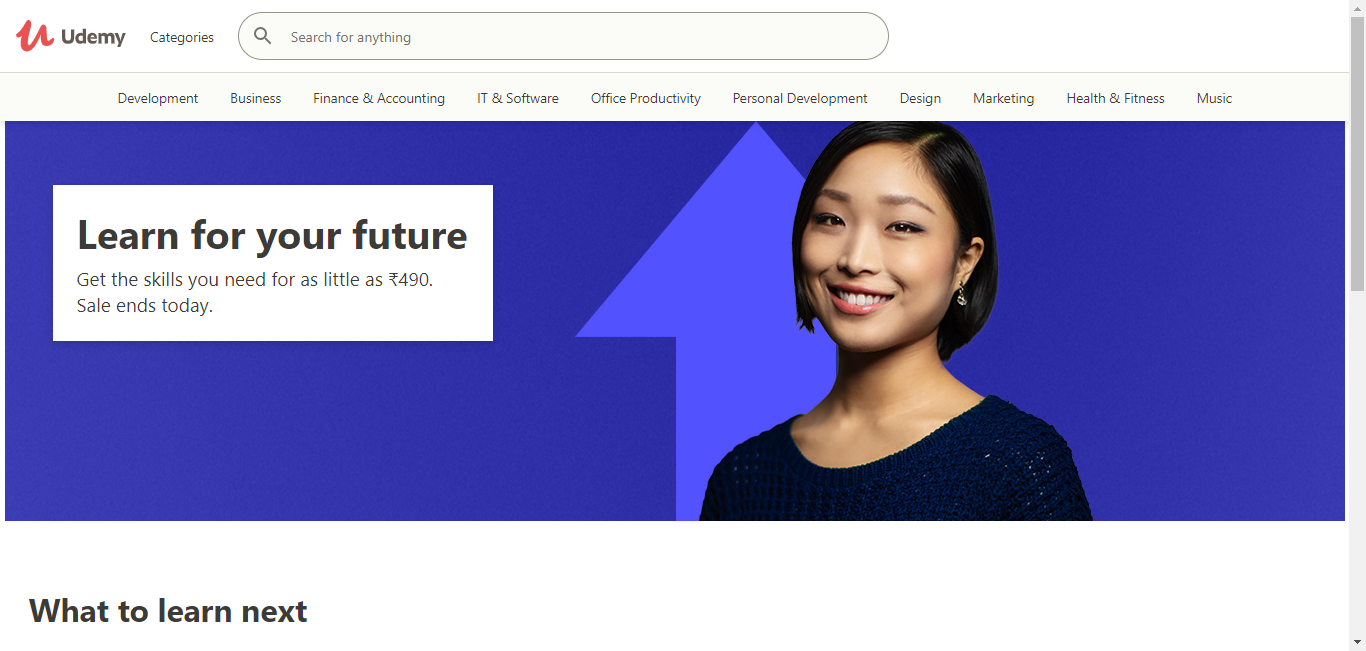 Udemy
Categories
Search for anything
Development
Business
Finance & Accounting
IT & Software
Office Productivity
Personal Development
Design
Marketing
Health & Fitness
Music
Learn for your future
Get the skills you need for as little as ₹490.
Sale ends today.
What to learn next